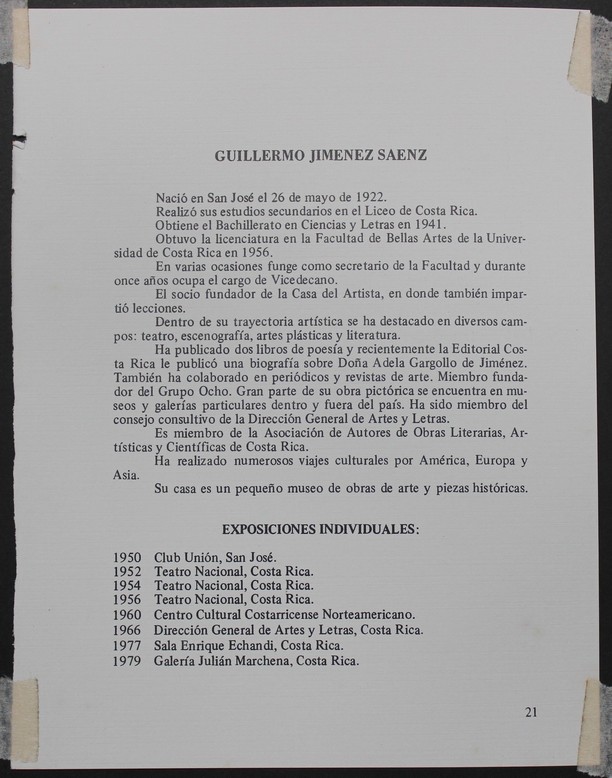 GUILLERMO JIMENEZ SAENZ
Nació en San José el 26 de mayo de 1922.
Realizó sus estudios secundarios en el Liceo de Costa Rica.
Obtiene el Bachillerato en Ciencias y Letras en 1941.
Obtuvo la licenciatura en la Facultad de Bellas Artes de la Univer-
sidad de Costa Rica en 1956.
En varias ocasiones funge como secretario de la Facultad y durante
once años ocupa el cargo de Vicedecano.
El socio fundador de la Casa del Artista, en donde también impar-
tió lecciones.
Dentro de su trayectoria artística se ha destacado en diversos cam-
pos: teatro, escenografía, artes plásticas y literatura.
Ha publicado dos libros de poesía y recientemente la Editorial Cos-
ta Rica le publicó una biografía sobre Doña Adela Gargollo de Jiménez.
También ha colaborado en periódicos y revistas de arte. Miembro funda-
dor del Grupo Ocho. Gran parte de su obra pictórica se encuentra en mu-
seos y galerías particulares dentro y fuera del país. Ha sido miembro del
consejo consultivo de la Dirección General de Artes y Letras.
Es miembro de la Asociación de Autores de Obras Literarias, Ar-
tísticas y Científicas de Costa Rica.
Ha realizado numerosos viajes culturales por América, Europa y
Asia.
Su casa es un pequeño museo de obras de arte y piezas históricas.
EXPOSICIONES INDIVIDUALES:
1950 Club Unión, San José.
1952 Teatro Nacional, Costa Rica.
1954 Teatro Nacional, Costa Rica.
1956 Teatro Nacional, Costa Rica.
1960 Centro Cultural Costarricense Norteamericano.
1966 Dirección General de Artes y Letras, Costa Rica.
1977 Sala Enrique Echandi, Costa Rica.
1979 Galería Julián Marchena, Costa Rica.
21